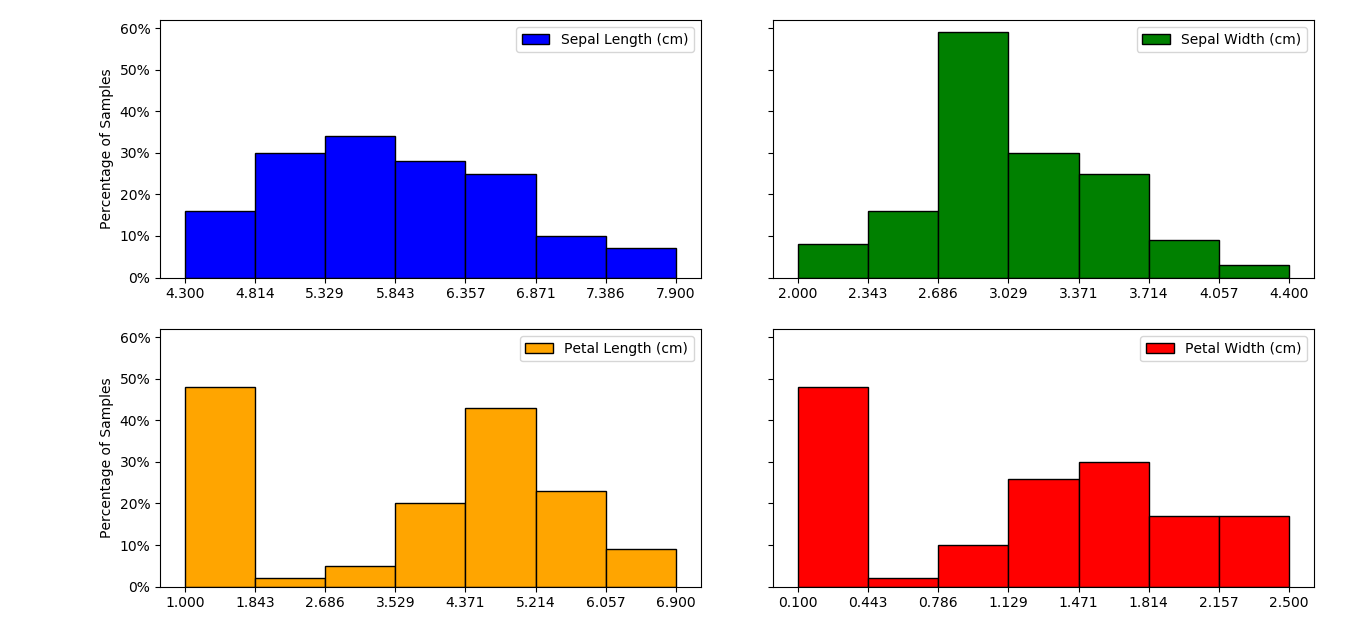 Sepal Length (cm)
Percentage of Samples
60%
50%
40%
30%
20%
10%
0%
4.300 4.814 5.329 5.843 6.357 6.871 7.386 7.900
Sepal Width (cm)
2.000 2.343 2.686 3.029 3.371 3.714 4.057 4.400
Petal Length (cm)
Percentage of Samples
60%
50%
40%
30%
20%
10%
0%
1.000 1.843 2.686 3.529 4.371 5.214 6.057 6.900
Petal Width (cm)
0.100 0.443 0.786 1.129 1.471 1.814 2.157 2.500